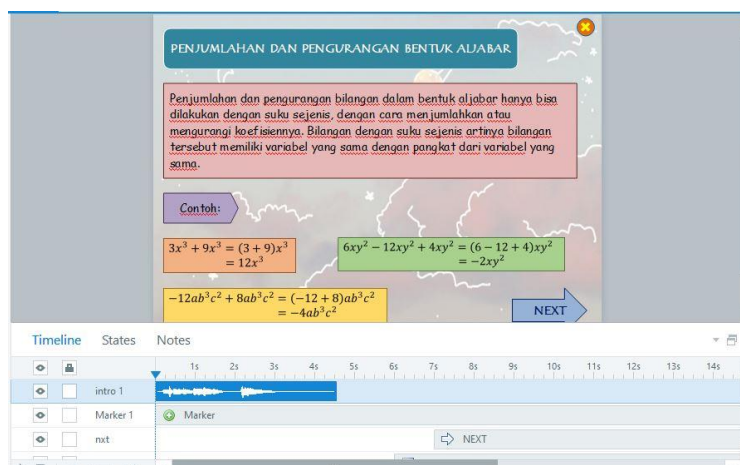 PENJUMLAHAN DAN PENGURANGAN BENTUK ALJABAR
Penjumlahan dan pengurangan bilangan dalam bentuk aljabar hanya bisa
dilakukan dengan suku sejenis, dengan cara menjumlahkan atau
mengurangi koefisiennya. Bilangan dengan suku sejenis artinya bilangan
tersebut memiliki variabel yang sama dengan pangkat dari variabel yang
sama.
Contoh:
3x³ + 9x³ = (3 + 9)x³
= 12x³
6xy² − 12xy² + 4xy² = (6 − 12 + 4)xy²
= −2xy²
−12ab³c² + 8ab³c² = (−12 + 8)ab³c²
= −4ab³c²
NEXT
Timeline States Notes
1s 2s 3s 4s 5s 6s 7s 8s 9s 10s 11s 12s 13s 14s
intro 1
Marker 1 Marker
nxt NEXT